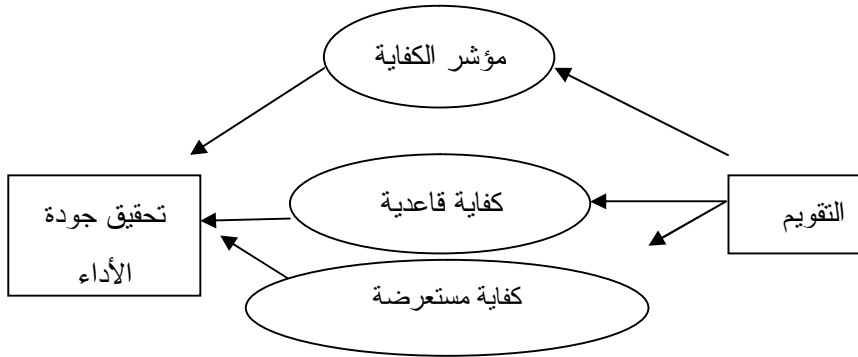 مؤشر الكفاية
كفاية قاعدية
التقويم
تحقيق جودة
الأداء
كفاية مستعرضة